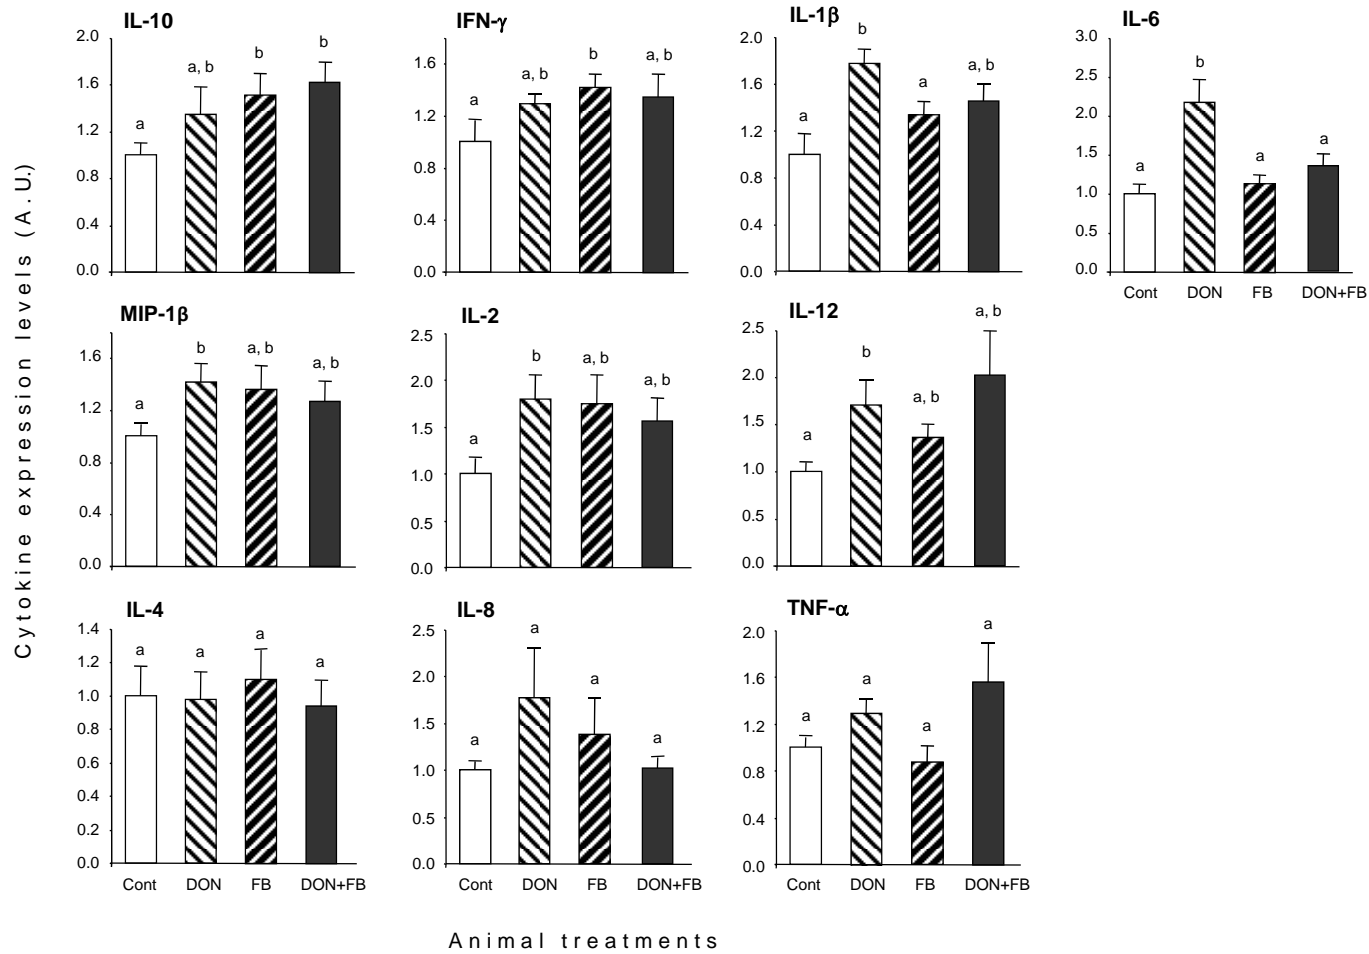 Cytokine expression levels (A.U.)
IL-10
2.0
1.6
1.2
0.8
0.4
0.0
a
a, b
b
b
IFN-γ
1.6
1.2
0.8
0.4
0.0
a
a, b
b
a, b
IL-1β
2.0
1.6
1.2
0.8
0.4
0.0
a
b
a
a, b
IL-6
3.0
2.5
2.0
1.5
1.0
0.5
0.0
a
b
a
a
Cont DON FB DON+FB
MIP-1β
1.6
1.2
0.8
0.4
0.0
a
b
a, b
a, b
IL-2
2.5
2.0
1.5
1.0
0.5
0.0
a
b
a, b
a, b
IL-12
2.5
2.0
1.5
1.0
0.5
0.0
a
b
a, b
a, b
IL-4
1.4
1.2
1.0
0.8
0.6
0.4
0.2
0.0
a
a
a
a
Cont DON FB DON+FB
IL-8
2.5
2.0
1.5
1.0
0.5
0.0
a
a
a
a
Cont DON FB DON+FB
TNF-α
2.0
1.6
1.2
0.8
0.4
0.0
a
a
a
a
Cont DON FB DON+FB
Animal treatments